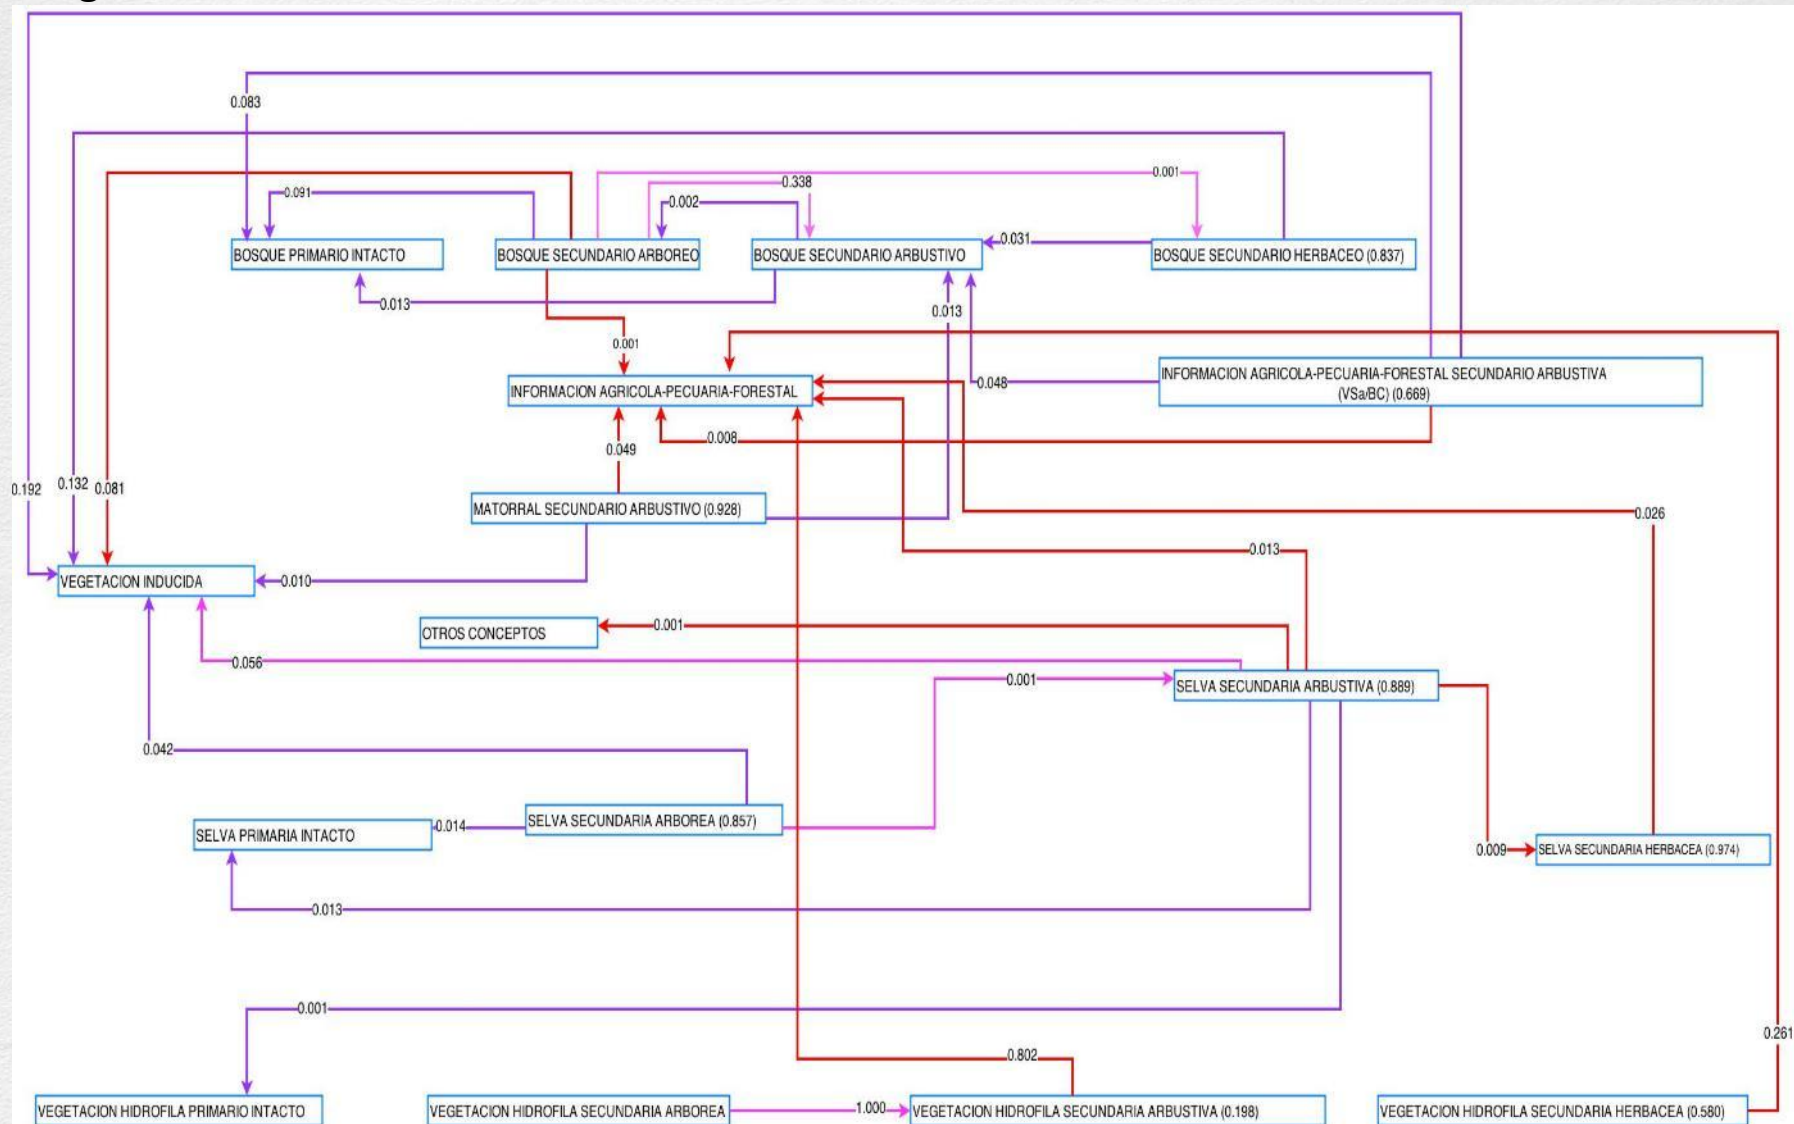 0.083
0.001
0.338
0.091
0.002
0.031
BOSQUE PRIMARIO INTACTO
BOSQUE SECUNDARIO ARBOREO
BOSQUE SECUNDARIO ARBUSTIVO
BOSQUE SECUNDARIO HERBACEO (0.837)
0.013
0.013
0.001
INFORMACION AGRICOLA-PECUARIA-FORESTAL
0.048
INFORMACION AGRICOLA-PECUARIA-FORESTAL SECUNDARIO ARBUSTIVA
(VSa/BC) (0.669)
0.008
0.049
0.192
0.132
0.081
MATORRAL SECUNDARIO ARBUSTIVO (0.928)
0.026
0.013
VEGETACION INDUCIDA
0.010
OTROS CONCEPTOS
0.001
0.056
0.001
SELVA SECUNDARIA ARBUSTIVA (0.889)
0.042
SELVA PRIMARIA INTACTO
0.014
SELVA SECUNDARIA ARBOREA (0.857)
0.009
SELVA SECUNDARIA HERBACEA (0.974)
0.013
0.001
0.261
0.802
VEGETACION HIDROFILA PRIMARIO INTACTO
VEGETACION HIDROFILA SECUNDARIA ARBOREA
1.000
VEGETACION HIDROFILA SECUNDARIA ARBUSTIVA (0.198)
VEGETACION HIDROFILA SECUNDARIA HERBACEA (0.580)